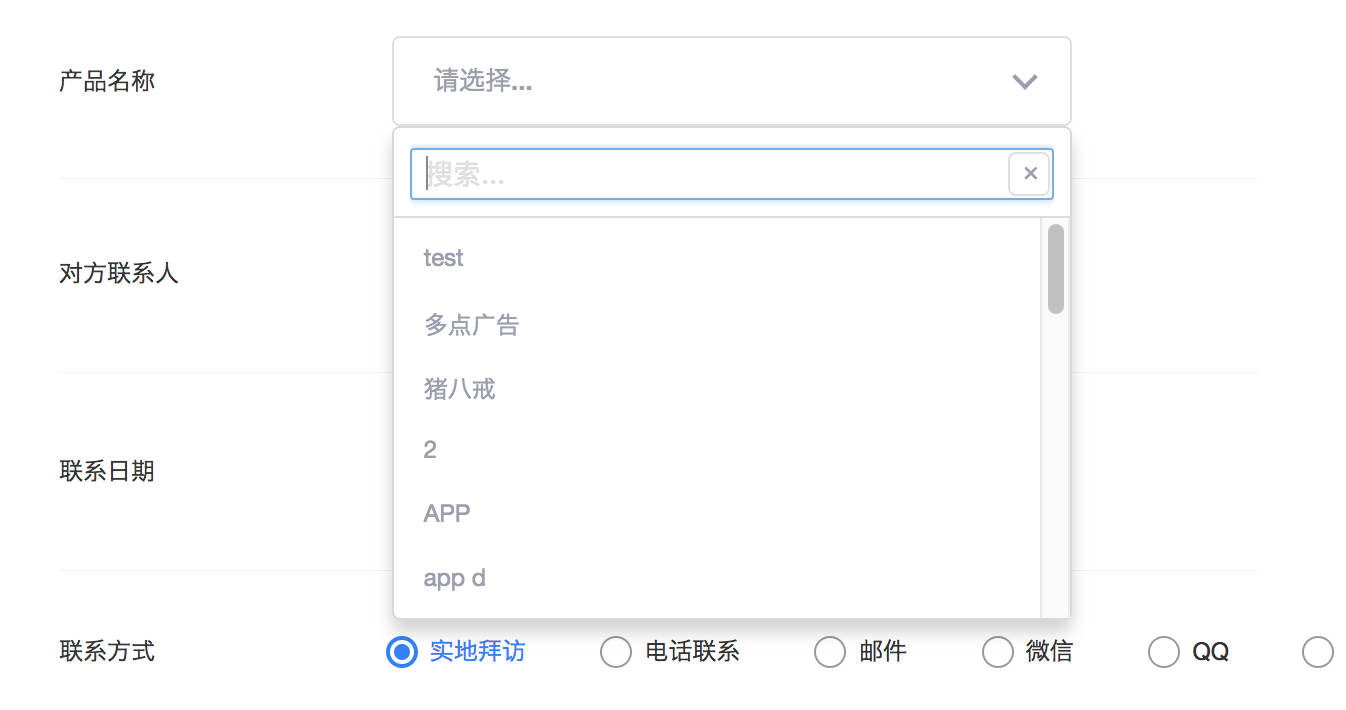 产品名称
请选择...
搜索...
×
test
对方联系人
多点广告
猪八戒
2
联系日期
APP
app d
联系方式 实地拜访 电话联系 邮件 微信 QQ